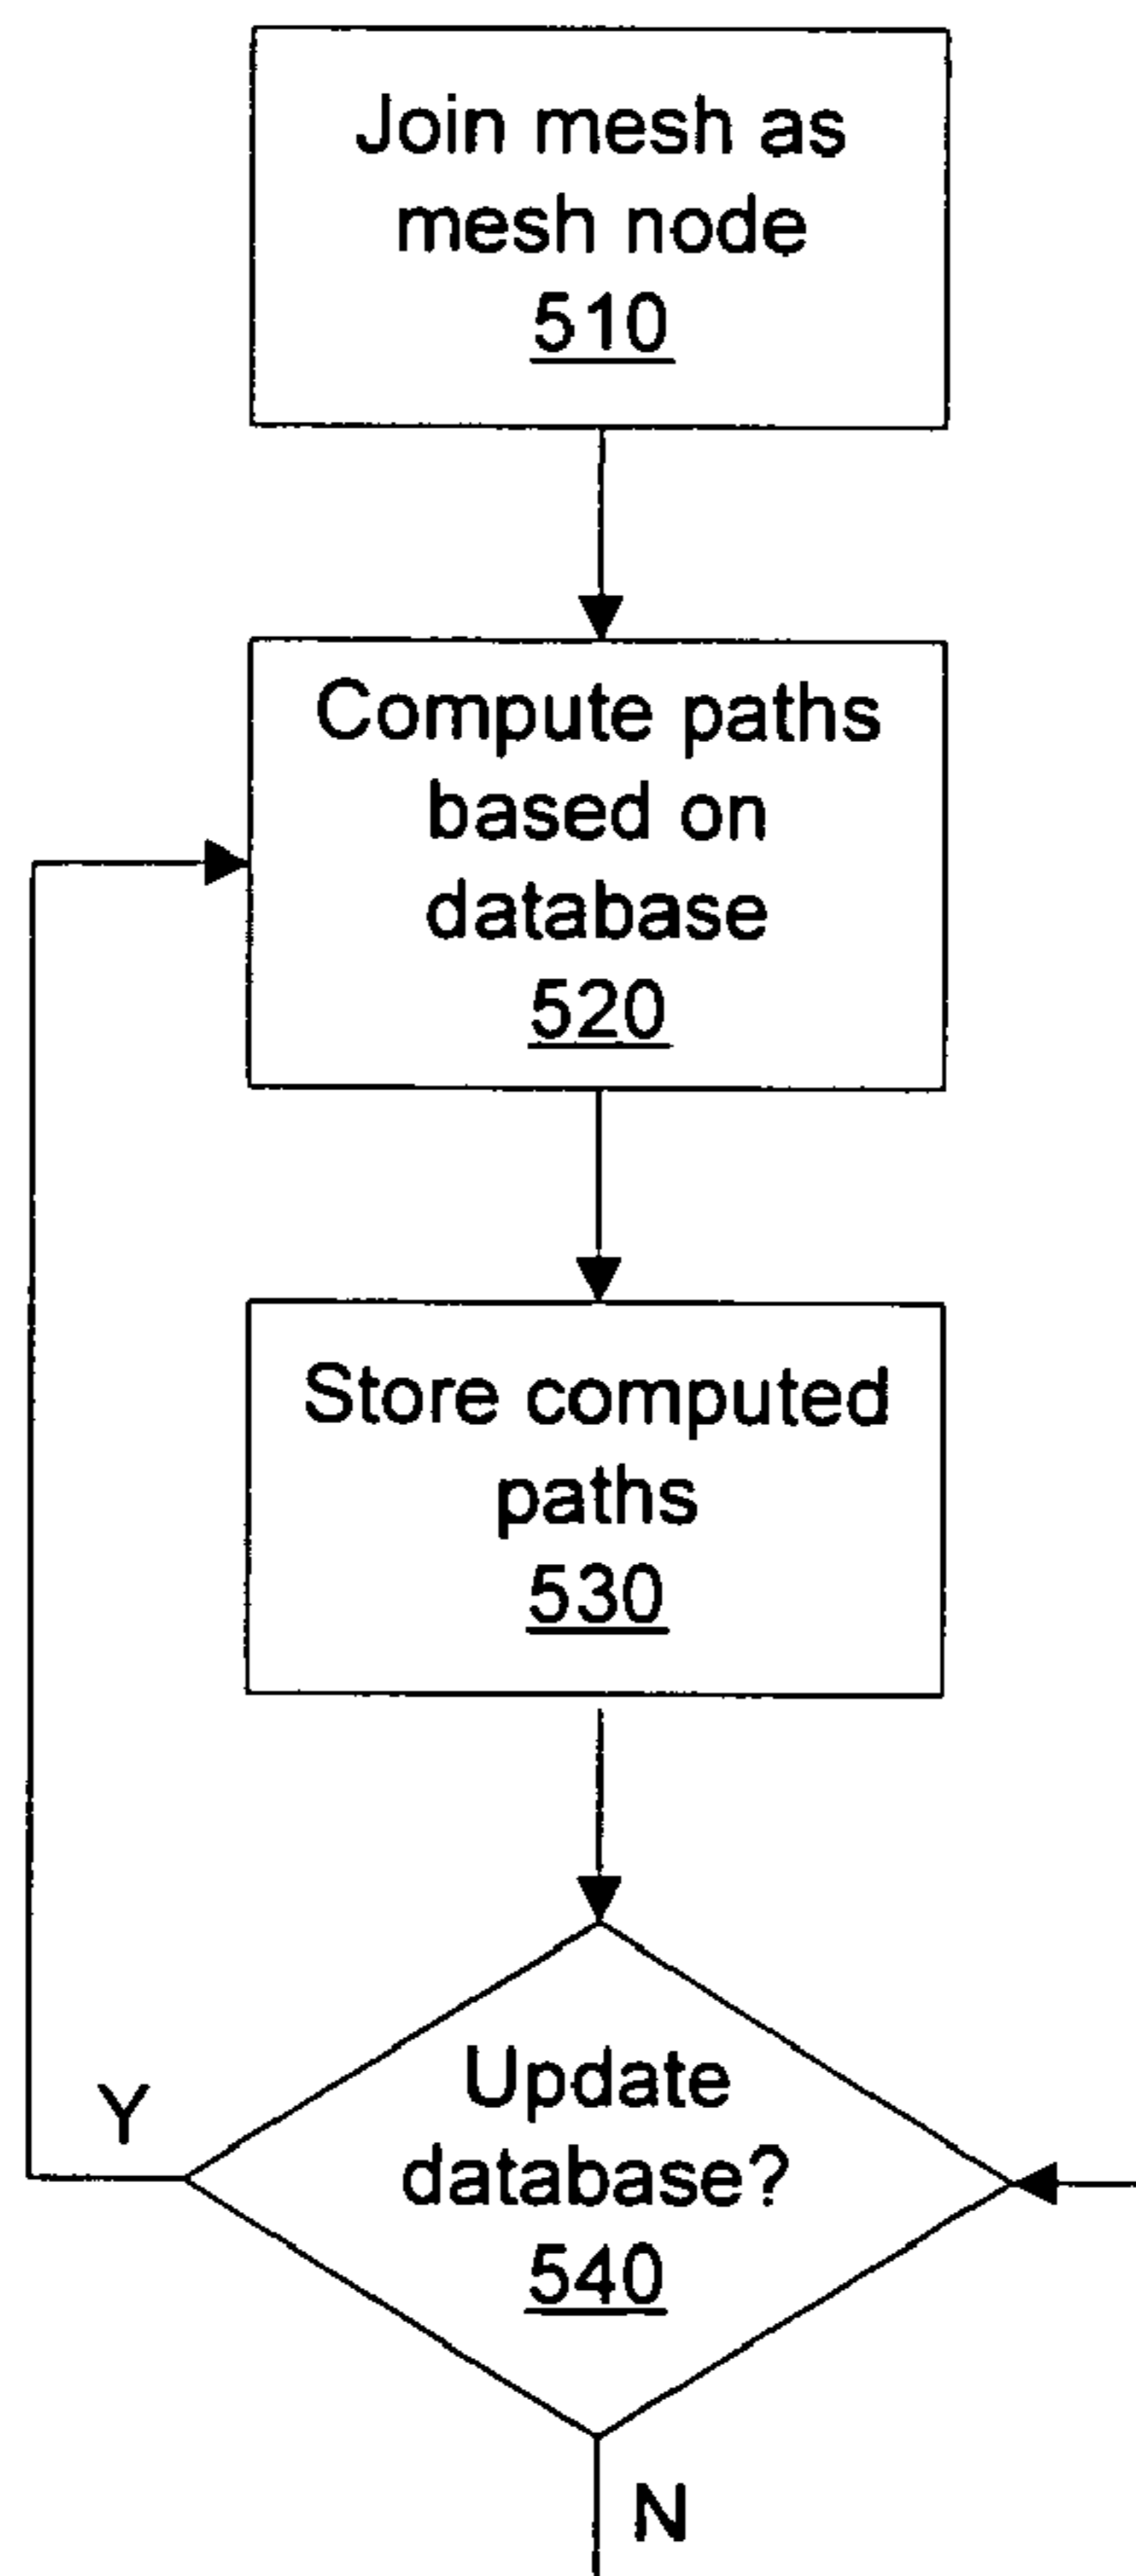 Join mesh as
mesh node
510
Compute paths
based on
database
520
Store computed
paths
530
Y
Update
database?
540
N